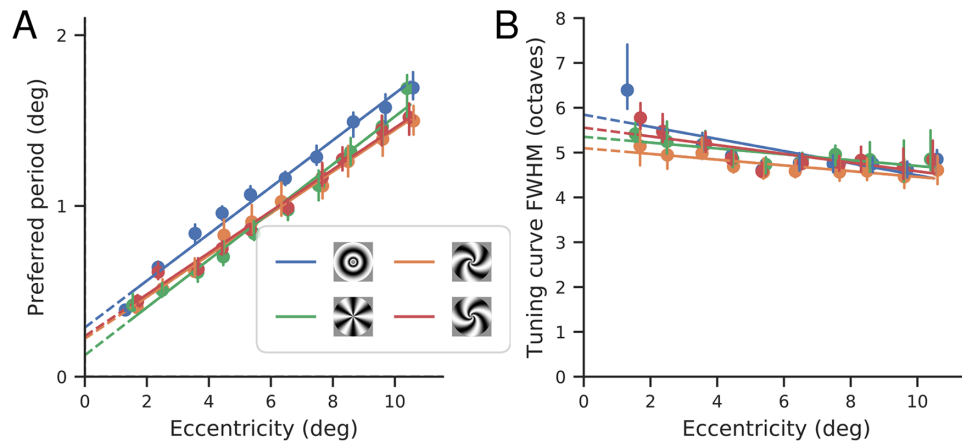 A
Preferred period (deg)
2
1
0
0 2 4 6 8 10
Eccentricity (deg)
B
Tuning curve FWHM (octaves)
8
7
6
5
4
3
2
1
0
0 2 4 6 8 10
Eccentricity (deg)